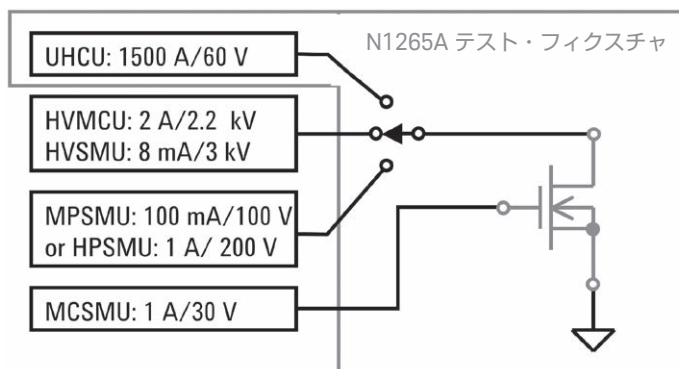 N1265A テスト・フィクスチャ
UHCU: 1500 A/60 V
HVMCU: 2 A/2.2 kV
HVSMU: 8 mA/3 kV
MPSMU: 100 mA/100 V
or HPSMU: 1 A/ 200 V
MCSMU: 1 A/30 V